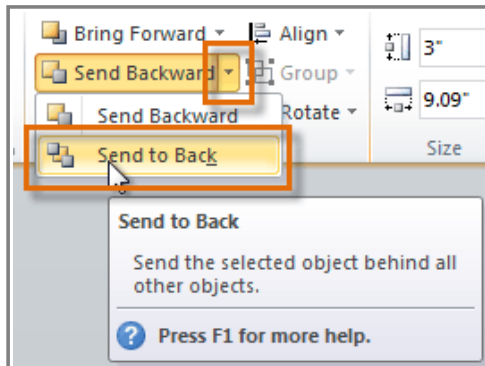 Bring Forward Align
3"
Send Backward Group
Send Backward Rotate
9.09"
Send to Back
Size
Send to Back
Send the selected object behind all
other objects.
Press F1 for more help.